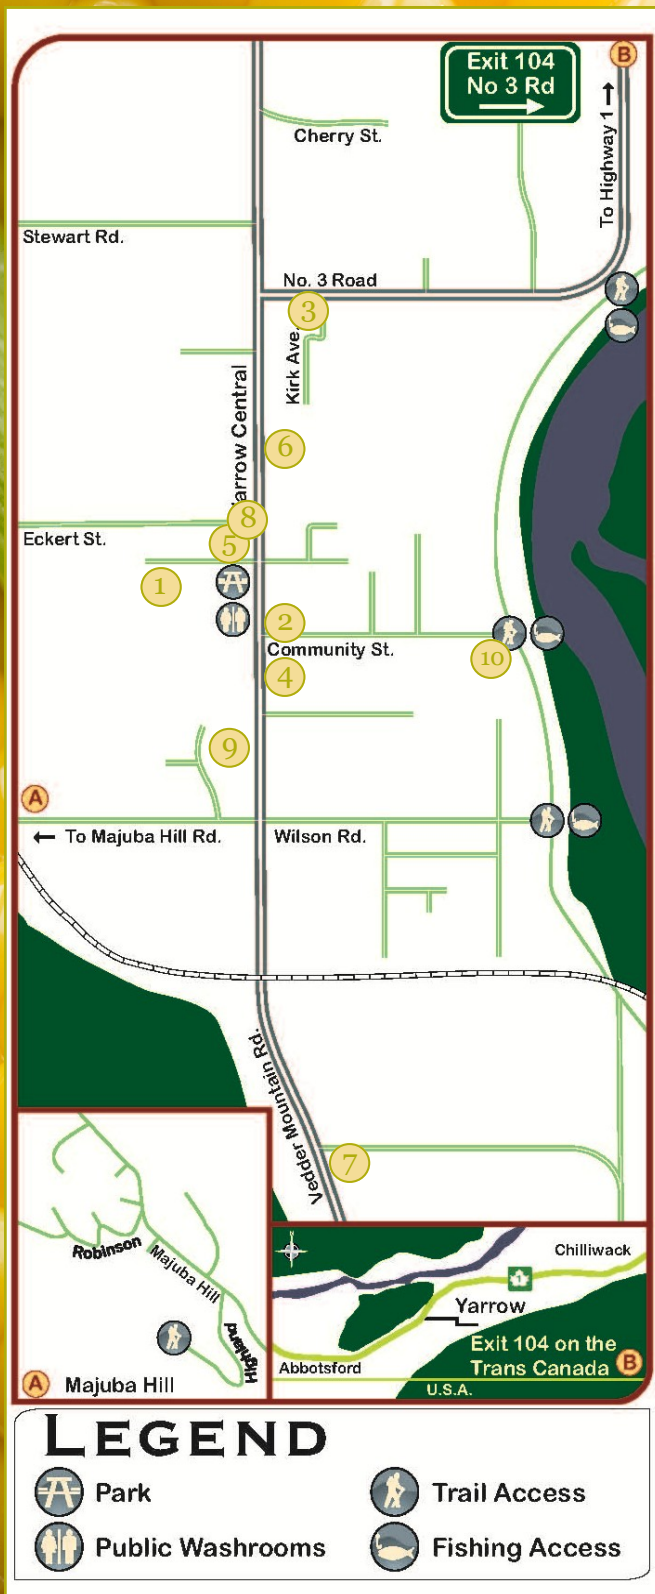 Exit 104
No 3 Rd
B
To Highway 1
Cherry St.
Stewart Rd.
No. 3 Road
3
Kirk Ave.
arrow Central
6
8
Eckert St.
5
1
2
Community St.
10
4
9
A
To Majuba Hill Rd.
Wilson Rd.
Vedder Mountain Rd.
7
Robinson
Majuba Hill
Highland
A
Majuba Hill
Chilliwack
1
Yarrow
Exit 104 on the
Trans Canada
B
Abbotsford
U.S.A.
LEGEND
Park
Trail Access
Public Washrooms
Fishing Access